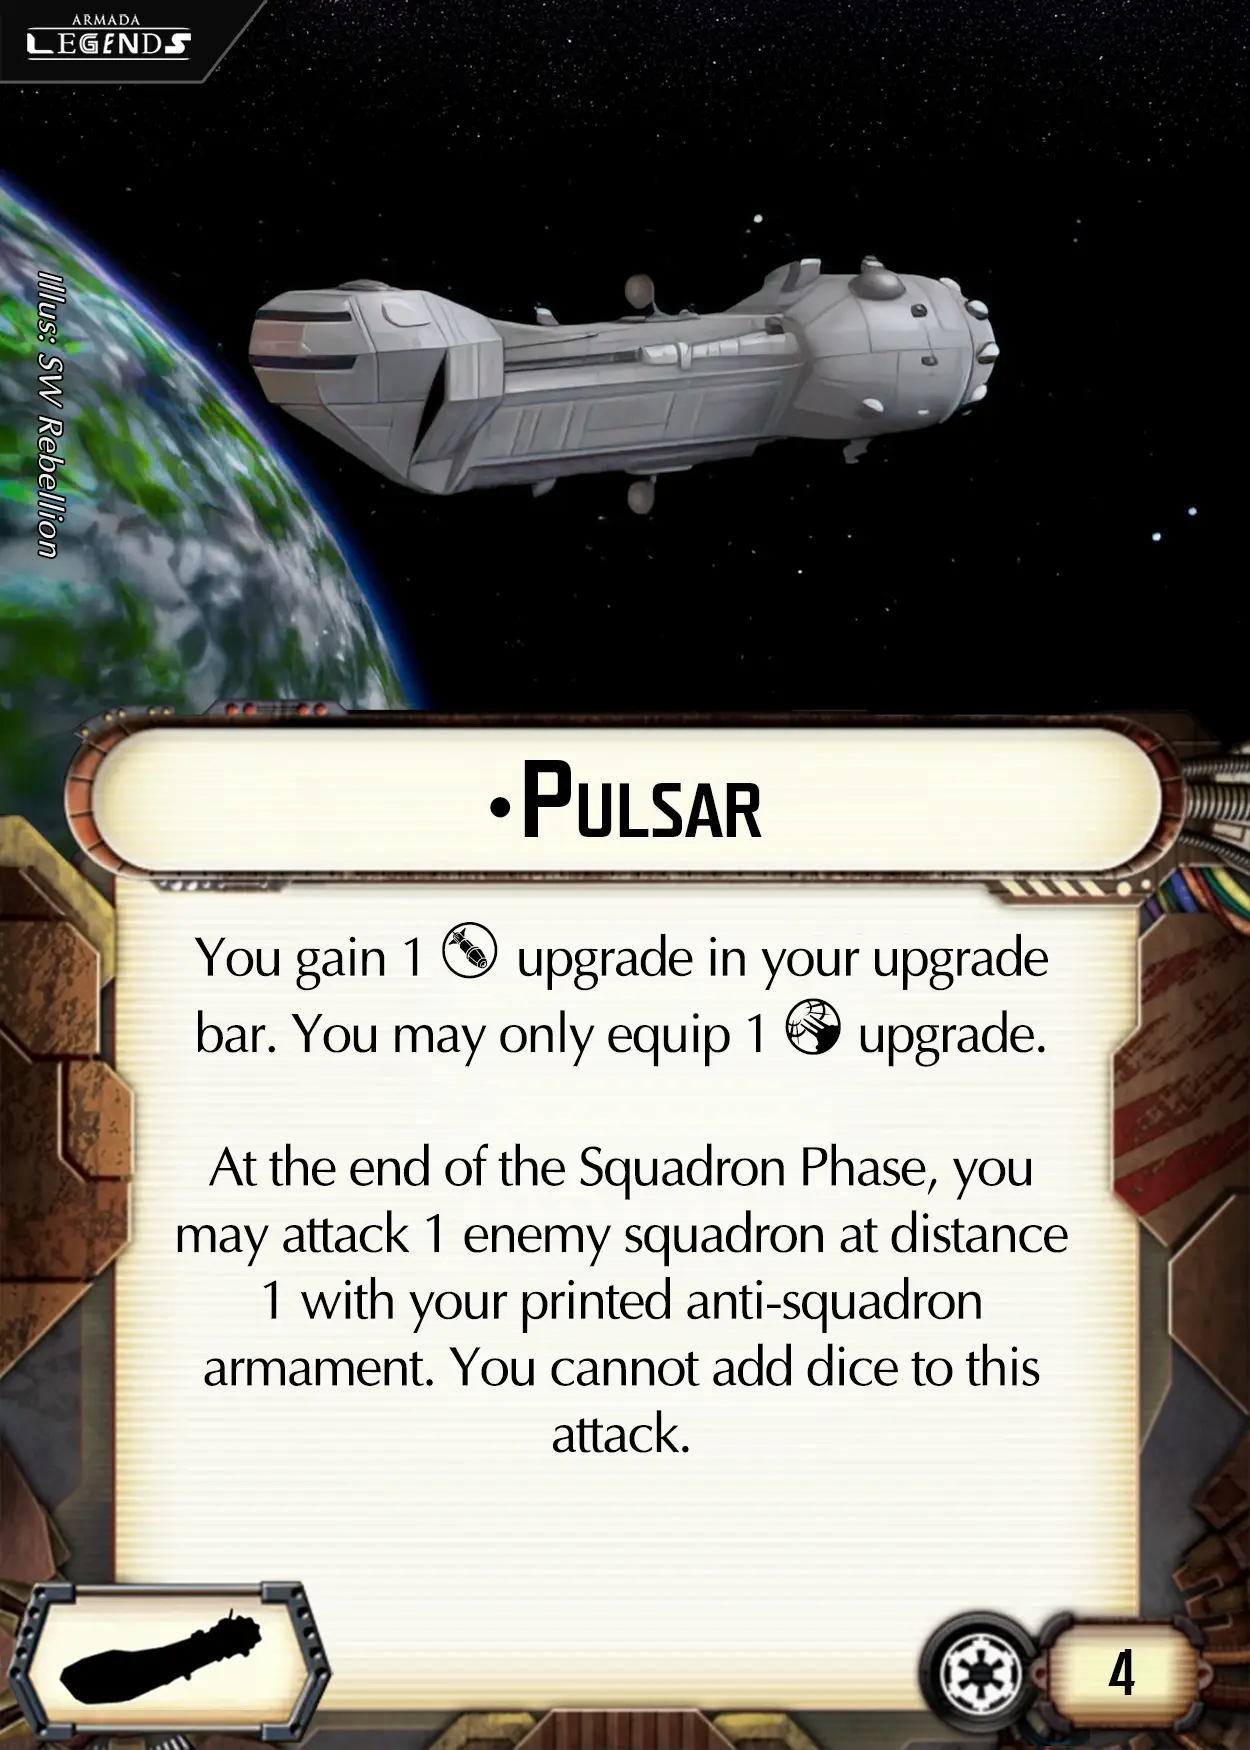 ARMADA
LEGENDS
Illus: SW Rebellion
•Pulsar
You gain 1 upgrade in your upgrade
bar. You may only equip 1 upgrade.
At the end of the Squadron Phase, you
may attack 1 enemy squadron at distance
1 with your printed anti-squadron
armament. You cannot add dice to this
attack.
4